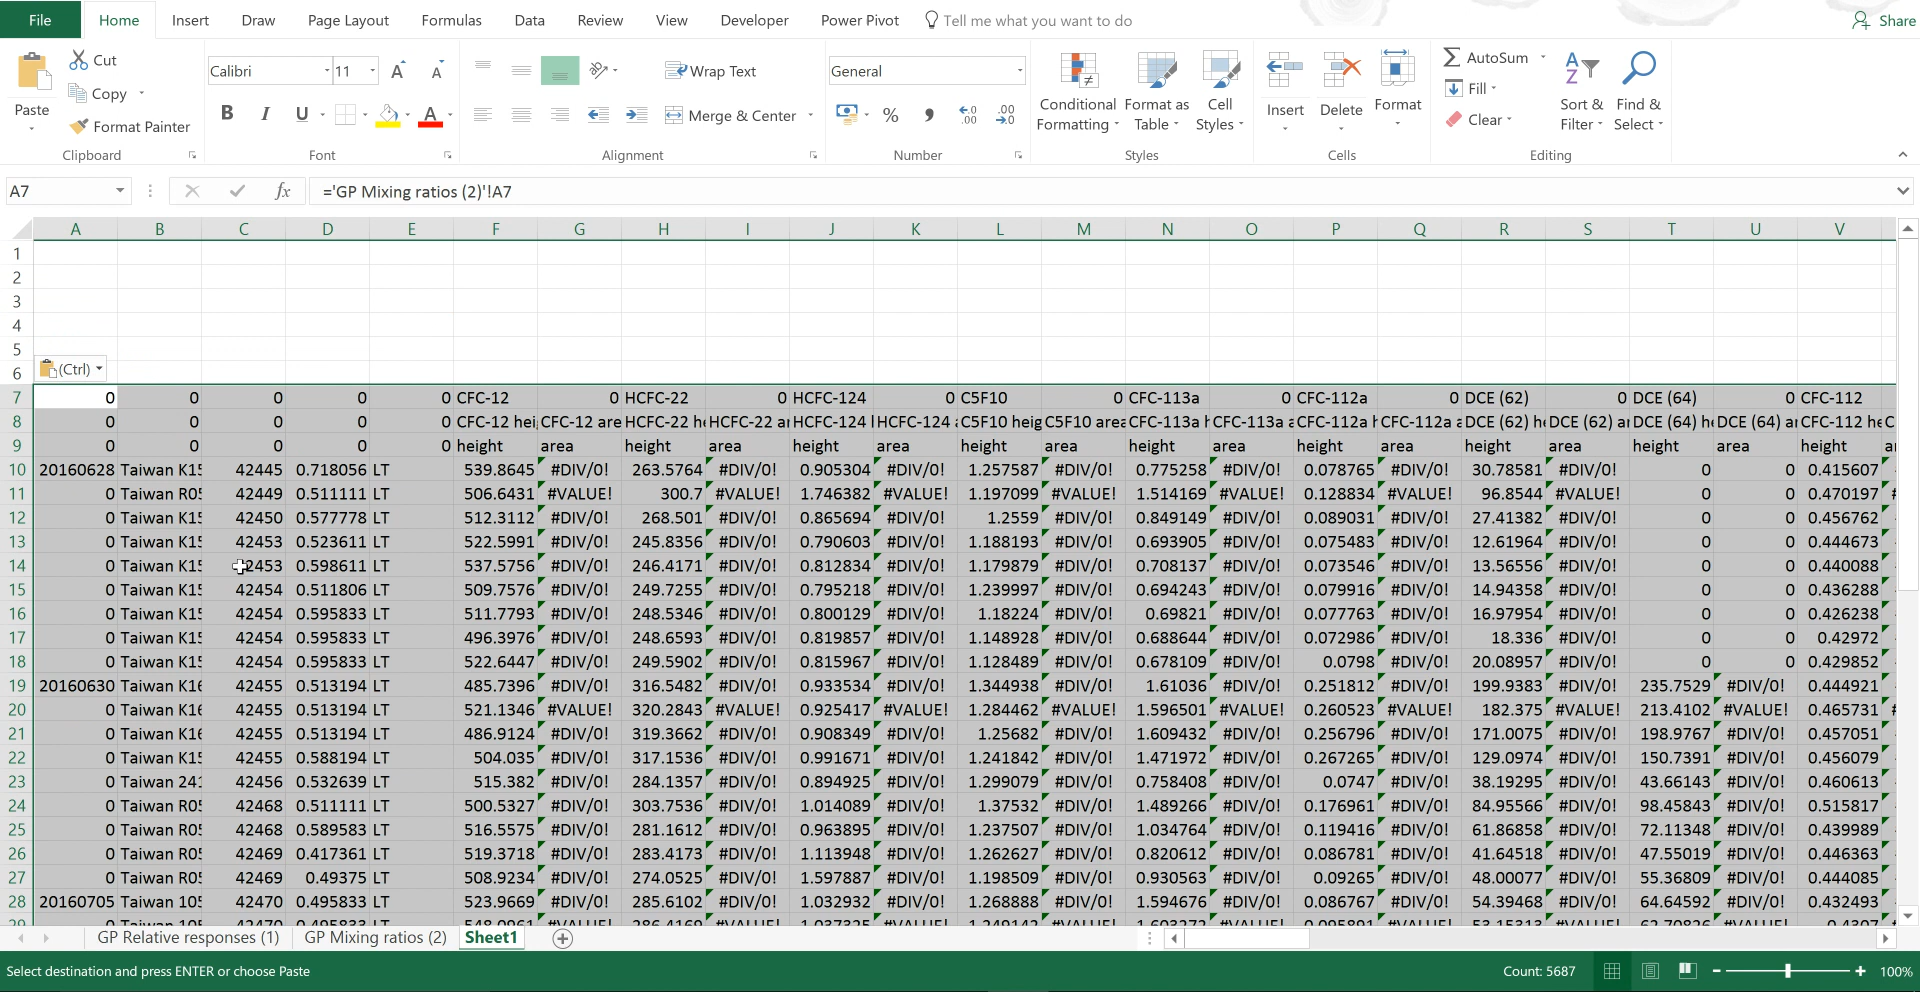 File Home Insert Draw Page Layout Formulas Data Review View Developer Power Pivot Tell me what you want to do Share
Paste Cut Copy Format Painter Clipboard
Calibri 11 A A B I U A Font
Wrap Text Merge & Center Alignment
General % , .00 Number
Conditional Formatting Format as Table Cell Styles Styles
Insert Delete Format Cells
AutoSum Fill Clear Sort & Filter Find & Select Editing
A7 fx ='GP Mixing ratios (2)'!A7
A B C D E F G H I J K L M N O P Q R S T U V
1
2
3
4
5
6 (Ctrl)
7 0 0 0 0 0 CFC-12 0 HCFC-22 0 HCFC-124 0 C5F10 0 CFC-113a 0 CFC-112a 0 DCE (62) 0 DCE (64) 0 CFC-112
8 0 0 0 0 0 CFC-12 hei CFC-12 are HCFC-22 h HCFC-22 a HCFC-124 HCFC-124 C5F10 heig C5F10 area CFC-113a h CFC-113a a CFC-112a h CFC-112a a DCE (62) h DCE (62) a DCE (64) h DCE (64) a CFC-112 he C
9 0 0 0 0 0 height area height area height area height area height area height area height area height area height
10 20160628 Taiwan K15 42445 0.718056 LT 539.8645 #DIV/0! 263.5764 #DIV/0! 0.905304 #DIV/0! 1.257587 #DIV/0! 0.775258 #DIV/0! 0.078765 #DIV/0! 30.78581 #DIV/0! 0 0 0.415607
11 0 Taiwan R05 42449 0.511111 LT 506.6431 #VALUE! 300.7 #VALUE! 1.746382 #VALUE! 1.197099 #VALUE! 1.514169 #VALUE! 0.128834 #VALUE! 96.8544 #VALUE! 0 0 0.470197 #
12 0 Taiwan K15 42450 0.577778 LT 512.3112 #DIV/0! 268.501 #DIV/0! 0.865694 #DIV/0! 1.2559 #DIV/0! 0.849149 #DIV/0! 0.089031 #DIV/0! 27.41382 #DIV/0! 0 0 0.456762
13 0 Taiwan K15 42453 0.523611 LT 522.5991 #DIV/0! 245.8356 #DIV/0! 0.790603 #DIV/0! 1.188193 #DIV/0! 0.693905 #DIV/0! 0.075483 #DIV/0! 12.61964 #DIV/0! 0 0 0.444673
14 0 Taiwan K15 2453 0.598611 LT 537.5756 #DIV/0! 246.4171 #DIV/0! 0.812834 #DIV/0! 1.179879 #DIV/0! 0.708137 #DIV/0! 0.073546 #DIV/0! 13.56556 #DIV/0! 0 0 0.440088
15 0 Taiwan K15 42454 0.511806 LT 509.7576 #DIV/0! 249.7255 #DIV/0! 0.795218 #DIV/0! 1.239997 #DIV/0! 0.694243 #DIV/0! 0.079916 #DIV/0! 14.94358 #DIV/0! 0 0 0.436288
16 0 Taiwan K15 42454 0.595833 LT 511.7793 #DIV/0! 248.5346 #DIV/0! 0.800129 #DIV/0! 1.18224 #DIV/0! 0.69821 #DIV/0! 0.077763 #DIV/0! 16.97954 #DIV/0! 0 0 0.426238
17 0 Taiwan K15 42454 0.595833 LT 496.3976 #DIV/0! 248.6593 #DIV/0! 0.819857 #DIV/0! 1.148928 #DIV/0! 0.688644 #DIV/0! 0.072986 #DIV/0! 18.336 #DIV/0! 0 0 0.42972
18 0 Taiwan K15 42454 0.595833 LT 522.6447 #DIV/0! 249.5902 #DIV/0! 0.815967 #DIV/0! 1.128489 #DIV/0! 0.678109 #DIV/0! 0.0798 #DIV/0! 20.08957 #DIV/0! 0 0 0.429852
19 20160630 Taiwan K16 42455 0.513194 LT 485.7396 #DIV/0! 316.5482 #DIV/0! 0.933534 #DIV/0! 1.344938 #DIV/0! 1.61036 #DIV/0! 0.251812 #DIV/0! 199.9383 #DIV/0! 235.7529 #DIV/0! 0.444921
20 0 Taiwan K16 42455 0.513194 LT 521.1346 #VALUE! 320.2843 #VALUE! 0.925417 #VALUE! 1.284462 #VALUE! 1.596501 #VALUE! 0.260523 #VALUE! 182.375 #VALUE! 213.4102 #VALUE! 0.465731 #
21 0 Taiwan K16 42455 0.513194 LT 486.9124 #DIV/0! 319.3662 #DIV/0! 0.908349 #DIV/0! 1.25682 #DIV/0! 1.609432 #DIV/0! 0.256796 #DIV/0! 171.0075 #DIV/0! 198.9767 #DIV/0! 0.457051
22 0 Taiwan K15 42455 0.588194 LT 504.035 #DIV/0! 317.1536 #DIV/0! 0.991671 #DIV/0! 1.241842 #DIV/0! 1.471972 #DIV/0! 0.267265 #DIV/0! 129.0974 #DIV/0! 150.7391 #DIV/0! 0.456079
23 0 Taiwan 241 42456 0.532639 LT 515.382 #DIV/0! 284.1357 #DIV/0! 0.894925 #DIV/0! 1.299079 #DIV/0! 0.758408 #DIV/0! 0.0747 #DIV/0! 38.19295 #DIV/0! 43.66143 #DIV/0! 0.460613
24 0 Taiwan R05 42468 0.511111 LT 500.5327 #DIV/0! 303.7536 #DIV/0! 1.014089 #DIV/0! 1.37532 #DIV/0! 1.489266 #DIV/0! 0.176961 #DIV/0! 84.95566 #DIV/0! 98.45843 #DIV/0! 0.515817
25 0 Taiwan R05 42468 0.589583 LT 516.5575 #DIV/0! 281.1612 #DIV/0! 0.963895 #DIV/0! 1.237507 #DIV/0! 1.034764 #DIV/0! 0.119416 #DIV/0! 61.86858 #DIV/0! 72.11348 #DIV/0! 0.439989
26 0 Taiwan R05 42469 0.417361 LT 519.3718 #DIV/0! 283.4173 #DIV/0! 1.113948 #DIV/0! 1.262627 #DIV/0! 0.820612 #DIV/0! 0.086781 #DIV/0! 41.64518 #DIV/0! 47.55019 #DIV/0! 0.446363
27 0 Taiwan R05 42469 0.49375 LT 508.9234 #DIV/0! 274.0525 #DIV/0! 1.597887 #DIV/0! 1.198509 #DIV/0! 0.930563 #DIV/0! 0.09265 #DIV/0! 48.00077 #DIV/0! 55.36809 #DIV/0! 0.444085
28 20160705 Taiwan 105 42470 0.495833 LT 523.9669 #DIV/0! 285.6102 #DIV/0! 1.032932 #DIV/0! 1.268888 #DIV/0! 1.594676 #DIV/0! 0.086767 #DIV/0! 54.39468 #DIV/0! 64.64592 #DIV/0! 0.432493
GP Relative responses (1) GP Mixing ratios (2) Sheet1
Select destination and press ENTER or choose Paste Count: 5687 100%